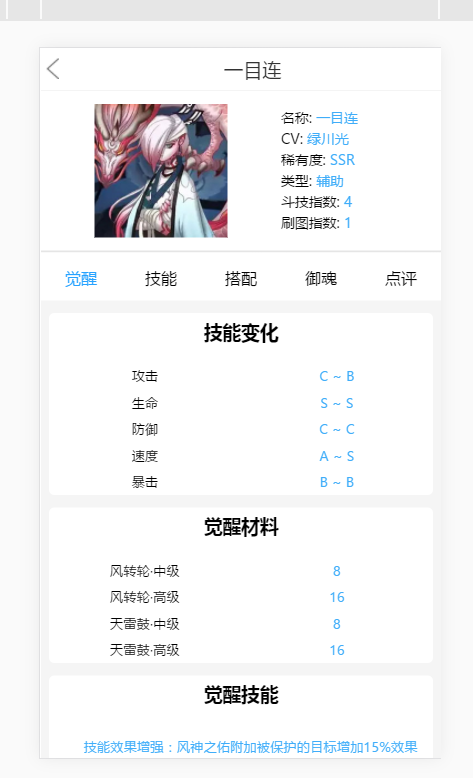 一目连
名称: 一目连
CV: 绿川光
稀有度: SSR
类型: 辅助
斗技指数: 4
刷图指数: 1
觉醒 技能 搭配 御魂 点评
技能变化
攻击 C ~ B
生命 S ~ S
防御 C ~ C
速度 A ~ S
暴击 B ~ B
觉醒材料
风转轮·中级 8
风转轮·高级 16
天雷鼓·中级 8
天雷鼓·高级 16
觉醒技能
技能效果增强：风神之佑附加被保护的目标增加15%效果